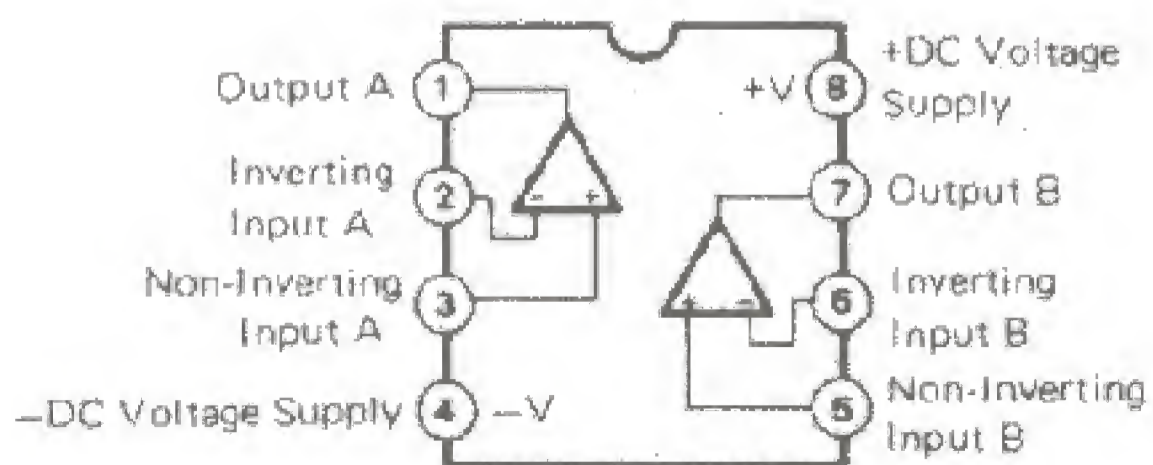 Output A
1
Inverting
Input A
2
- +
Non-Inverting
Input A
3
—DC Voltage Supply
4
—V
+DC Voltage
Supply
+V
8
7
Output B
+ -
6
Inverting
Input B
5
Non-Inverting
Input B